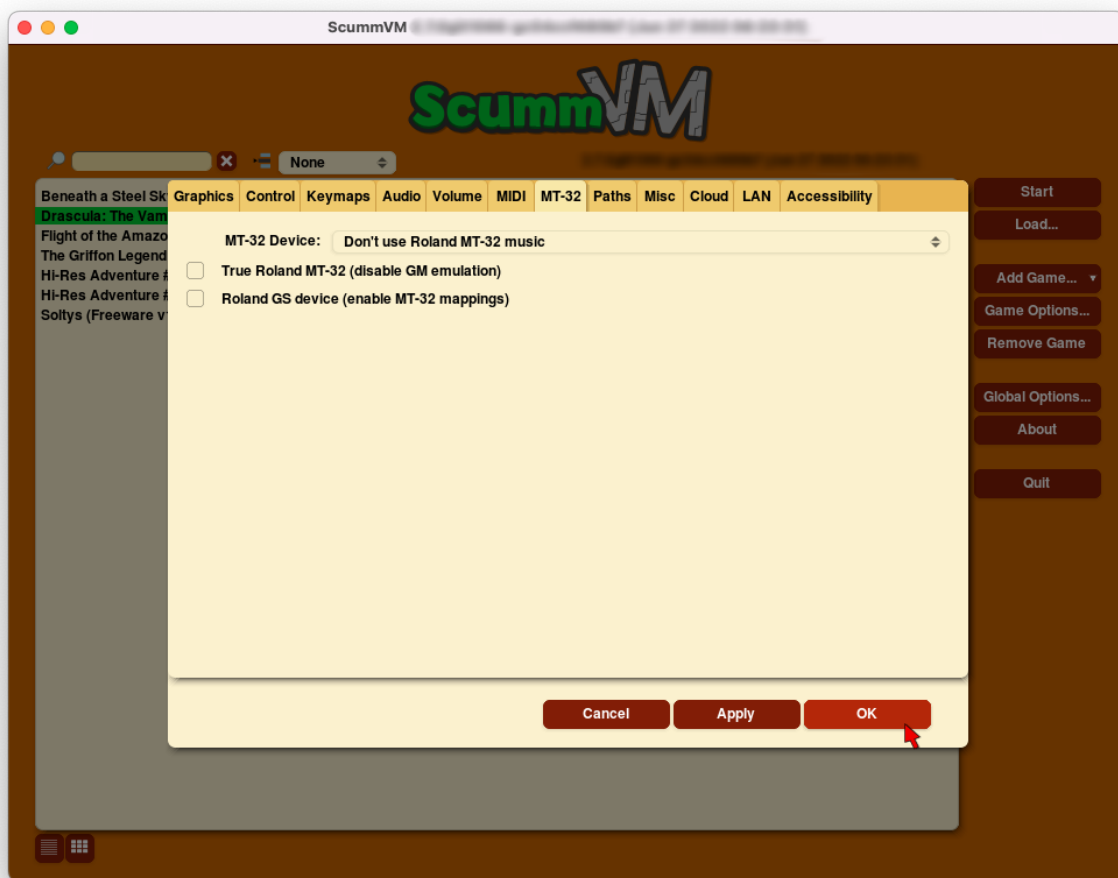 ScummVM
ScummVM
None
Beneath a Steel Sk
Drascula: The Vam
Flight of the Amazo
The Griffon Legend
Hi-Res Adventure #
Hi-Res Adventure #
Soltys (Freeware v
Graphics Control Keymaps Audio Volume MIDI MT-32 Paths Misc Cloud LAN Accessibility
MT-32 Device: Don't use Roland MT-32 music
True Roland MT-32 (disable GM emulation)
Roland GS device (enable MT-32 mappings)
Cancel Apply OK
Start
Load...
Add Game...
Game Options...
Remove Game
Global Options...
About
Quit